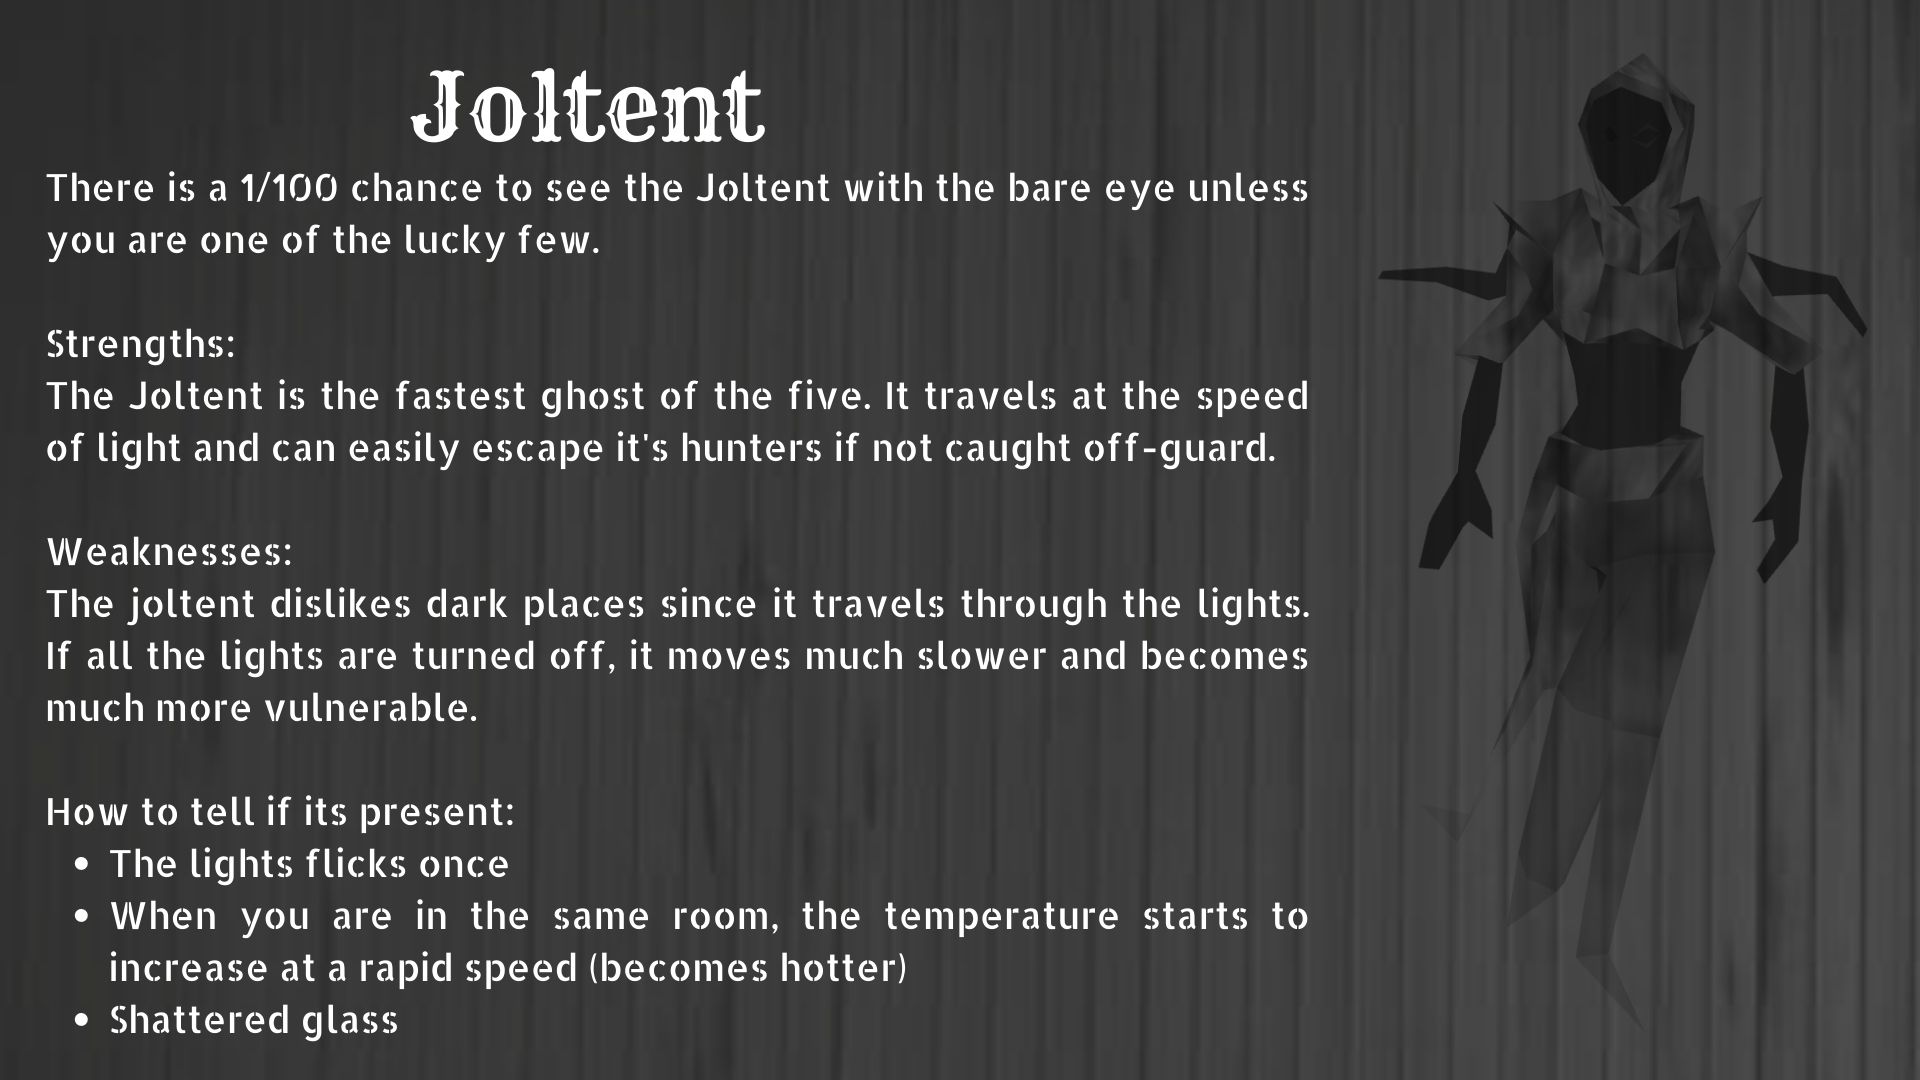 Joltent
There is a 1/100 chance to see the Joltent with the bare eye unless
you are one of the lucky few.
Strengths:
The Joltent is the fastest ghost of the five. It travels at the speed
of light and can easily escape it's hunters if not caught off-guard.
Weaknesses:
The joltent dislikes dark places since it travels through the lights.
If all the lights are turned off, it moves much slower and becomes
much more vulnerable.
How to tell if its present:
• The lights flicks once
• When you are in the same room, the temperature starts to
increase at a rapid speed (becomes hotter)
• Shattered glass